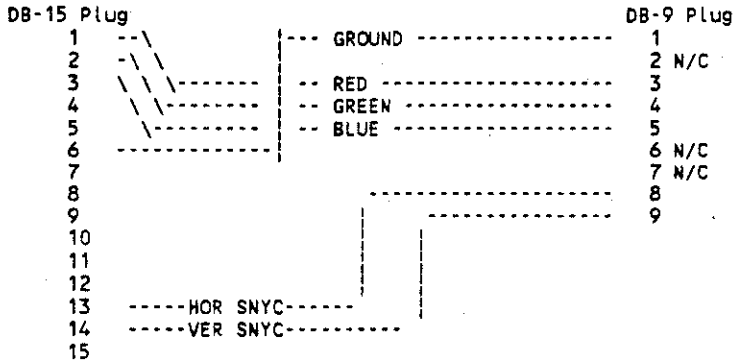 DB-15 Plug DB-9 Plug
1 --\ |--- GROUND ------------------ 1
2 -\ \ 2 N/C
3 \ \ \------- -- RED --------------------- 3
4 \ \-------- -- GREEN ------------------- 4
5 \-------- -- BLUE -------------------- 5
6 --------------| 6 N/C
7 7 N/C
8 --------------------- 8
9 ---------------- 9
10
11
12
13 -----HOR SNYC------
14 -----VER SNYC----------
15